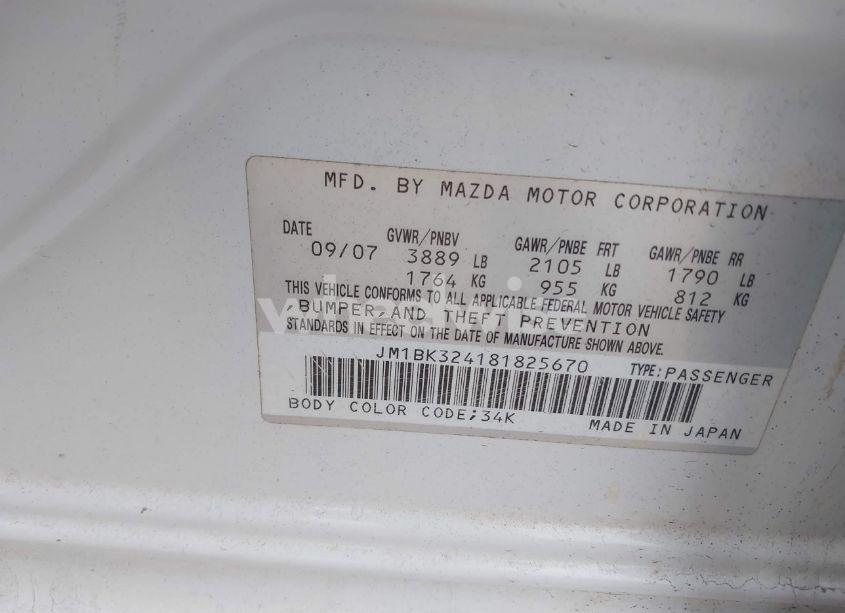 MFD. BY MAZDA MOTOR CORPORATION
DATE GVWR/PNBV GAWR/PNBE FRT GAWR/PNBE RR
09/07 3889 LB 2105 LB 1790 LB
1764 KG 955 KG 812 KG
THIS VEHICLE CONFORMS TO ALL APPLICABLE FEDERAL MOTOR VEHICLE SAFETY
BUMPER,AND THEFT PREVENTION
STANDARDS IN EFFECT ON THE DATE OF MANUFACTURE SHOWN ABOVE.
JM1BK324181825670 TYPE:PASSENGER
BODY COLOR CODE;34K MADE IN JAPAN